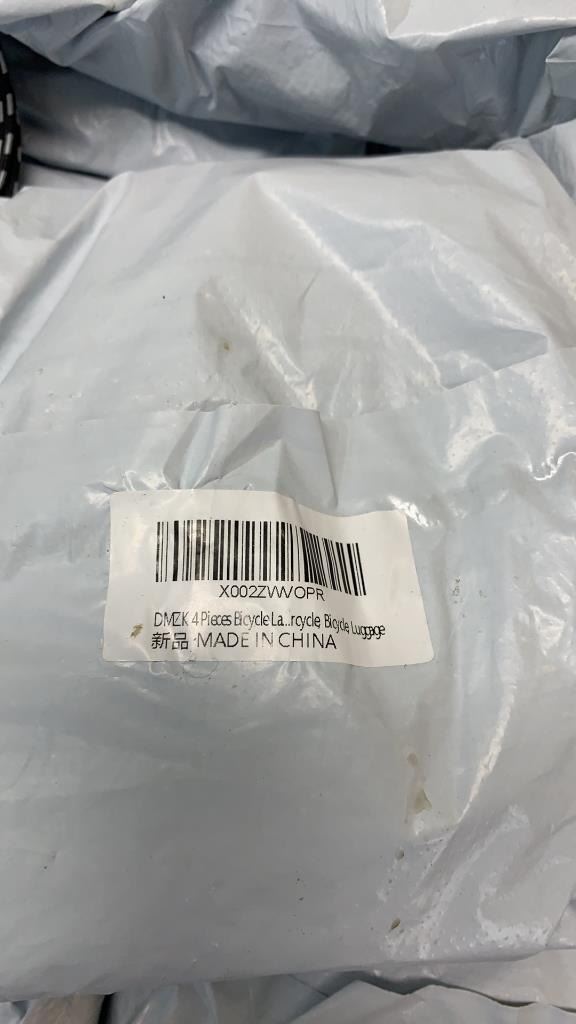 X002ZWVOPR
DMZK 4 Pieces Bicycle La...rcycle, Bicycle, Luggage
新品 MADE IN CHINA